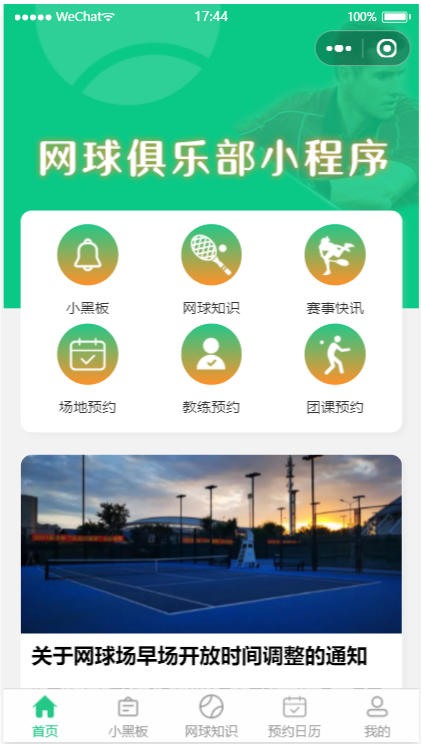 WeChat 17:44 100%
网球俱乐部小程序
小黑板 网球知识 赛事快讯
场地预约 教练预约 团课预约
关于网球场早场开放时间调整的通知
首页 小黑板 网球知识 预约日历 我的